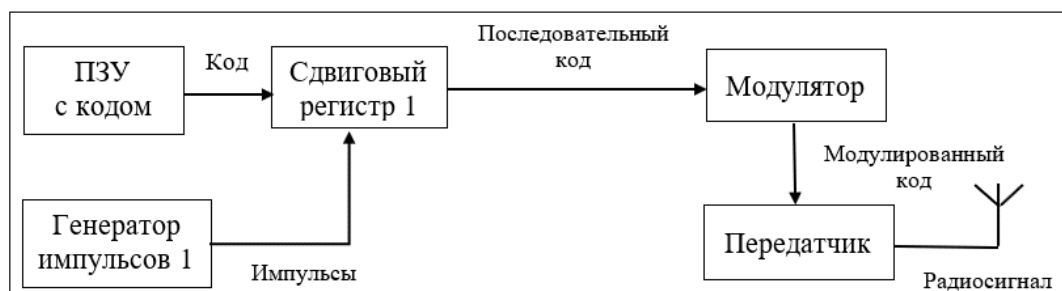 ПЗУ
с кодом
Код
Сдвиговый
регистр 1
Последовательный
код
Модулятор
Модулированный
код
Генератор
импульсов 1
Импульсы
Передатчик
Радиосигнал